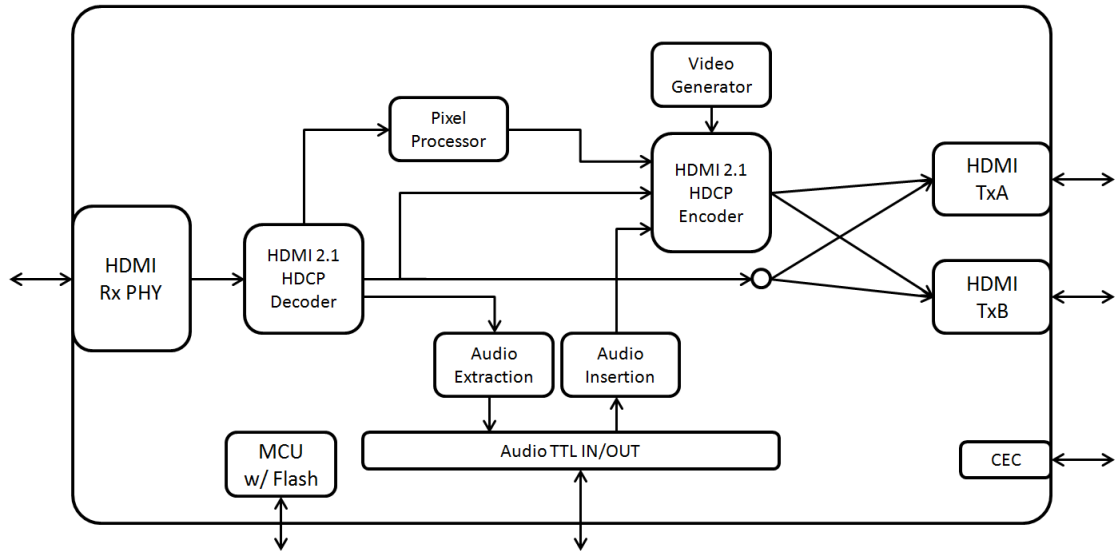 Video
Generator
Pixel
Processor
HDMI 2.1
HDCP
Encoder
HDMI
TxA
HDMI
Rx PHY
HDMI 2.1
HDCP
Decoder
HDMI
TxB
Audio
Extraction
Audio
Insertion
MCU
w/ Flash
Audio TTL IN/OUT
CEC